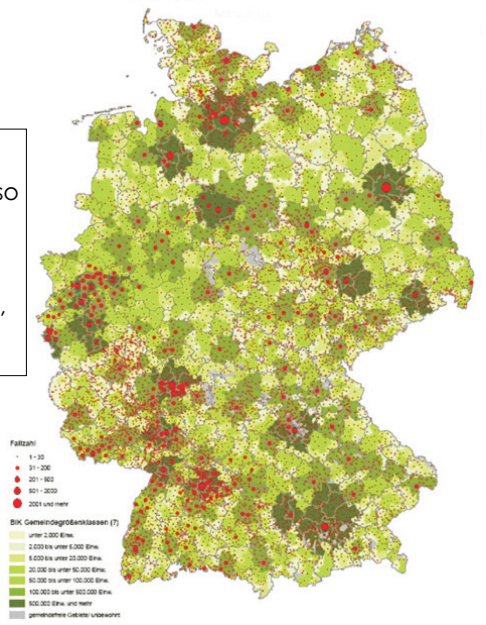 so
,
Fallzahl
1 - 30
31 - 200
201 - 500
501 - 2000
2001 und mehr
BIK Gemeindegrößenklassen (7)
unter 2.000 Einw.
2.000 bis unter 5.000 Einw.
5.000 bis unter 20.000 Einw.
20.000 bis unter 50.000 Einw.
50.000 bis unter 100.000 Einw.
100.000 bis unter 500.000 Einw.
500.000 Einw. und mehr
gemeindefreie Gebiete/ unbewohnt